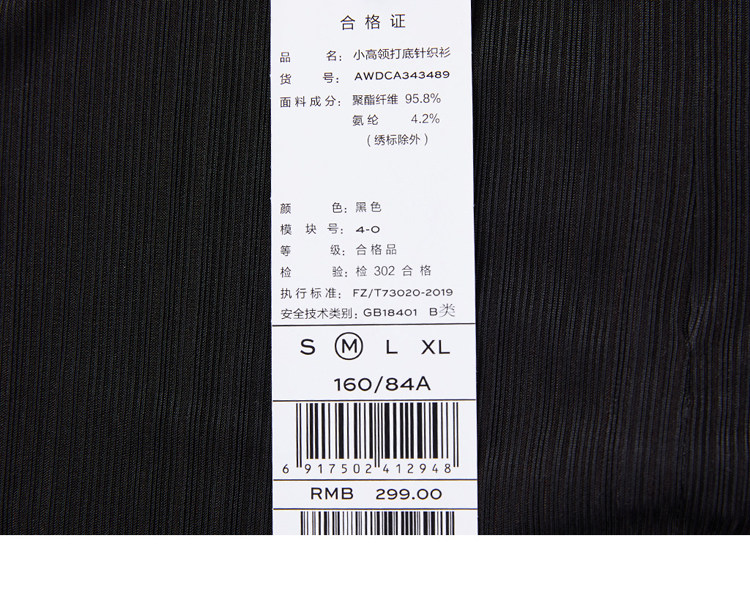 合格证
品 名：小高领打底针织衫
货 号：AWDCA343489
面料成分：聚酯纤维 95.8%
氨纶 4.2%
（绣标除外）
颜 色：黑色
模 块 号：4-0
等 级：合格品
检 验：检 302 合格
执行标准：FZ/T73020-2019
安全技术类别：GB18401 B类
S M L XL
160/84A
6 917502 412948
RMB 299.00